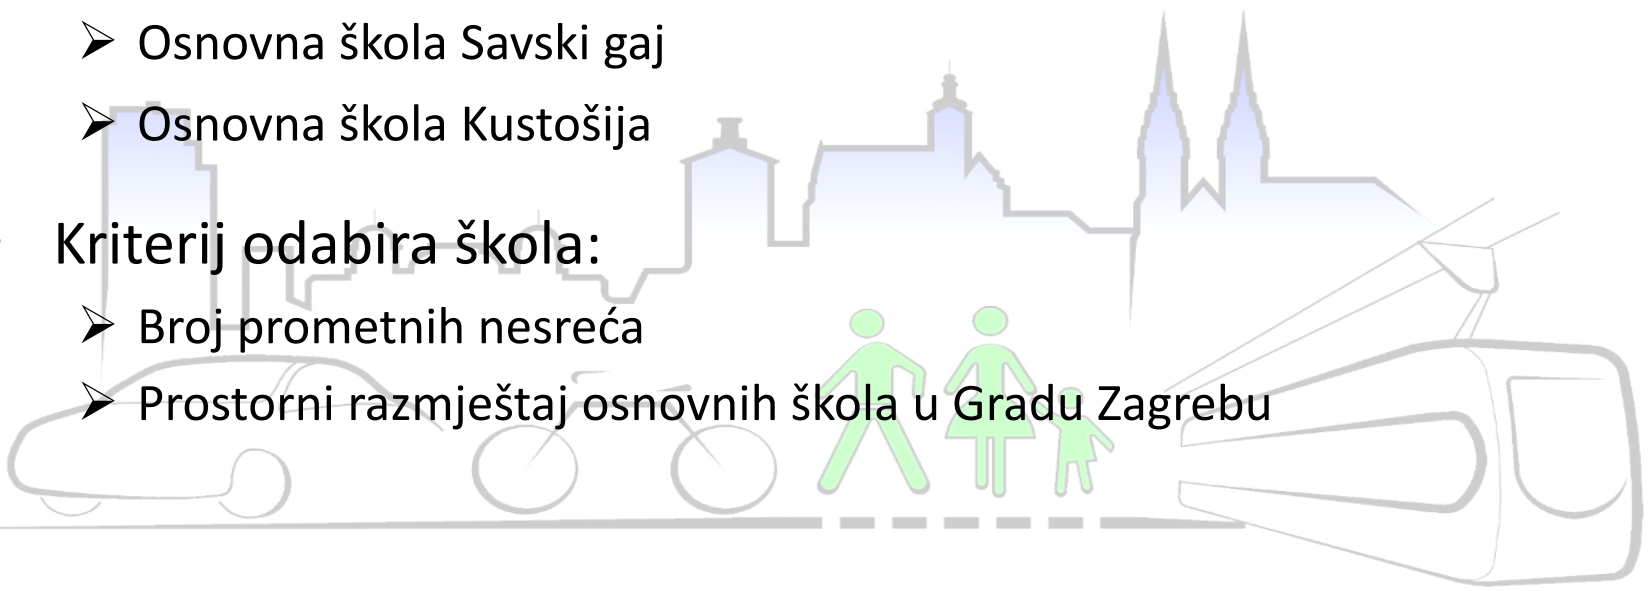 ➢ Osnovna škola Savski gaj
➢ Osnovna škola Kustošija
Kriterij odabira škola:
➢ Broj prometnih nesreća
➢ Prostorni razmještaj osnovnih škola u Gradu Zagrebu